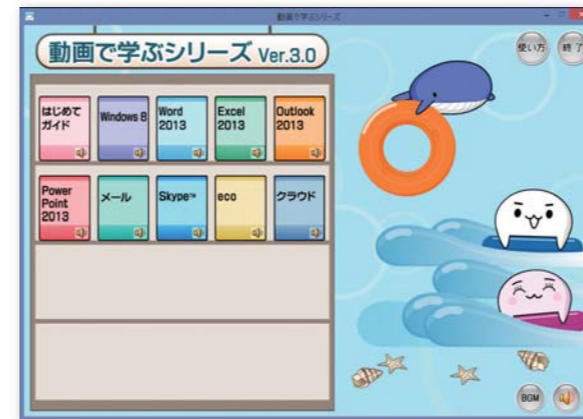 動画で学ぶシリーズ
動画で学ぶシリーズ Ver.3.0
使い方
終了
はじめて
ガイド
Windows 8
Word
2013
Excel
2013
Outlook
2013
Power
Point
2013
メール
Skype™
eco
クラウド
BGM